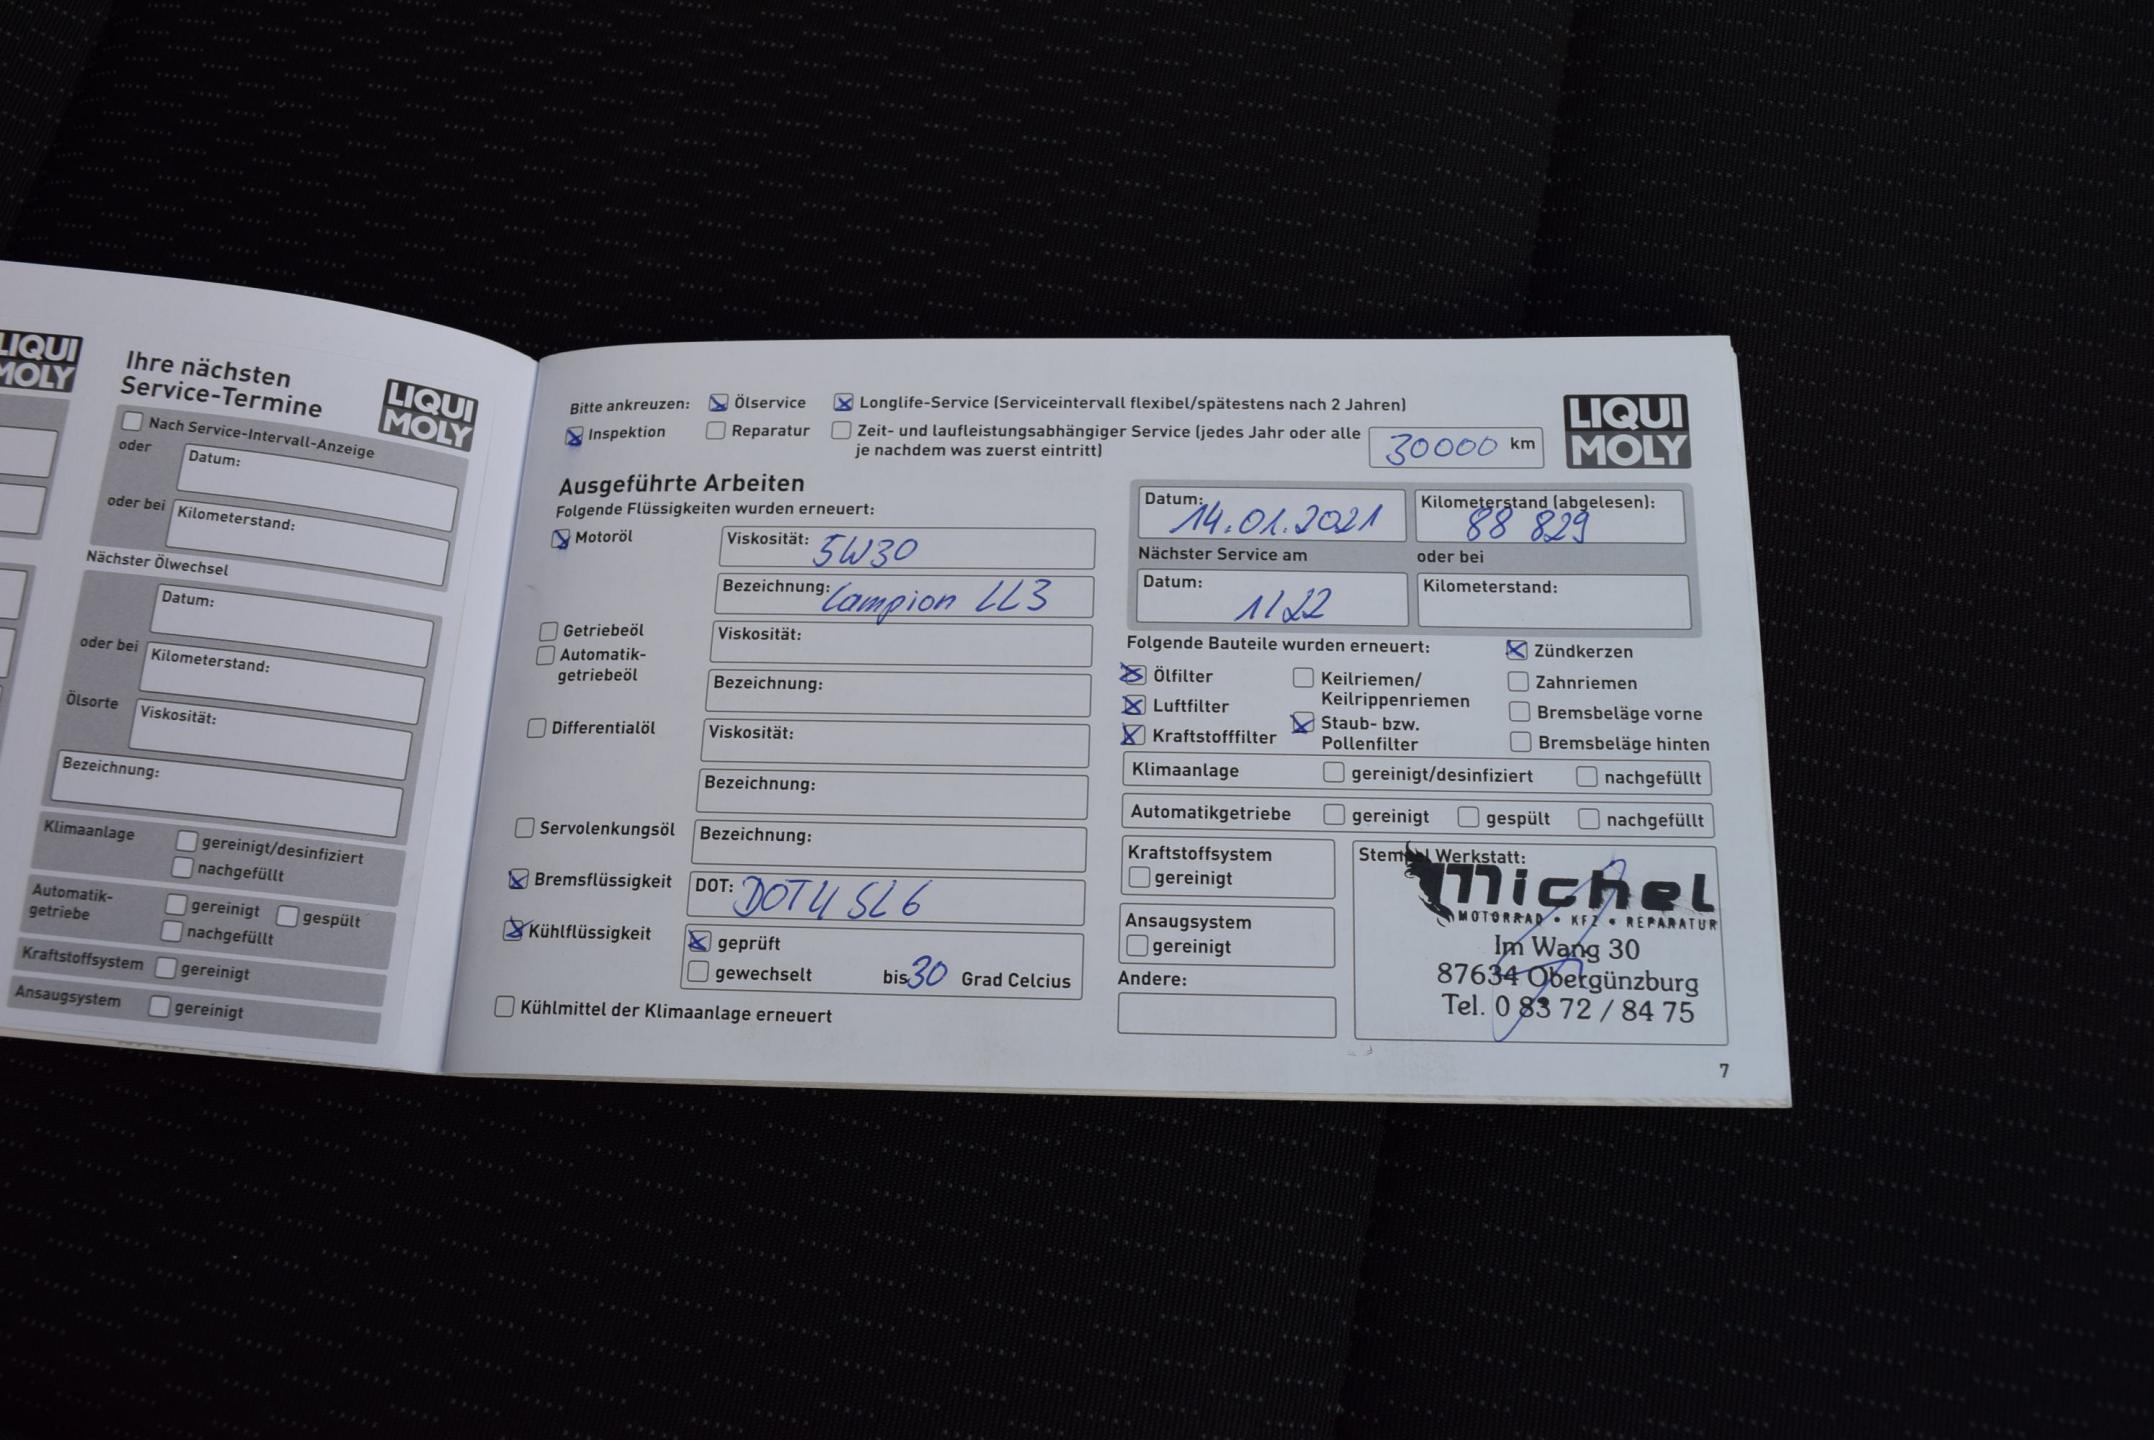 LIQUI
MOLY
Ihre nächsten
Service-Termine
LIQUI
MOLY
Nach Service-Intervall-Anzeige
oder
Datum:
oder bei
Kilometerstand:
Nächster Ölwechsel
Datum:
oder bei
Kilometerstand:
Ölsorte
Viskosität:
Bezeichnung:
Klimaanlage
gereinigt/desinfiziert
nachgefüllt
Automatik-
getriebe
gereinigt
gespült
nachgefüllt
Kraftstoffsystem
gereinigt
Ansaugsystem
gereinigt
Bitte ankreuzen: Ölservice Longlife-Service (Serviceintervall flexibel/spätestens nach 2 Jahren)
Inspektion Reparatur Zeit- und laufleistungsabhängiger Service (jedes Jahr oder alle 30000 km
je nachdem was zuerst eintritt)
LIQUI
MOLY
Ausgeführte Arbeiten
Folgende Flüssigkeiten wurden erneuert:
Motoröl
Viskosität: 5W30
Bezeichnung: Campion LL3
Getriebeöl
Automatik-
getriebeöl
Viskosität:
Bezeichnung:
Differentialöl
Viskosität:
Bezeichnung:
Servolenkungsöl
Bezeichnung:
Bremsflüssigkeit
DOT: DOT4 SL6
Kühlflüssigkeit
geprüft
gewechselt bis 30 Grad Celcius
Kühlmittel der Klimaanlage erneuert
Datum: 14.01.2021
Kilometerstand (abgelesen): 88 829
Nächster Service am
oder bei
Datum: 1/22
Kilometerstand:
Folgende Bauteile wurden erneuert:
Zündkerzen
Ölfilter
Keilriemen/
Keilrippenriemen
Zahnriemen
Luftfilter
Bremsbeläge vorne
Kraftstofffilter
Staub- bzw.
Pollenfilter
Bremsbeläge hinten
Klimaanlage gereinigt/desinfiziert nachgefüllt
Automatikgetriebe gereinigt gespült nachgefüllt
Kraftstoffsystem
gereinigt
Ansaugsystem
gereinigt
Andere:
Stempel Werkstatt:
Michel
MOTORRAD • KFZ • REPARATUR
Im Wang 30
87634 Obergünzburg
Tel. 0 83 72 / 84 75
7